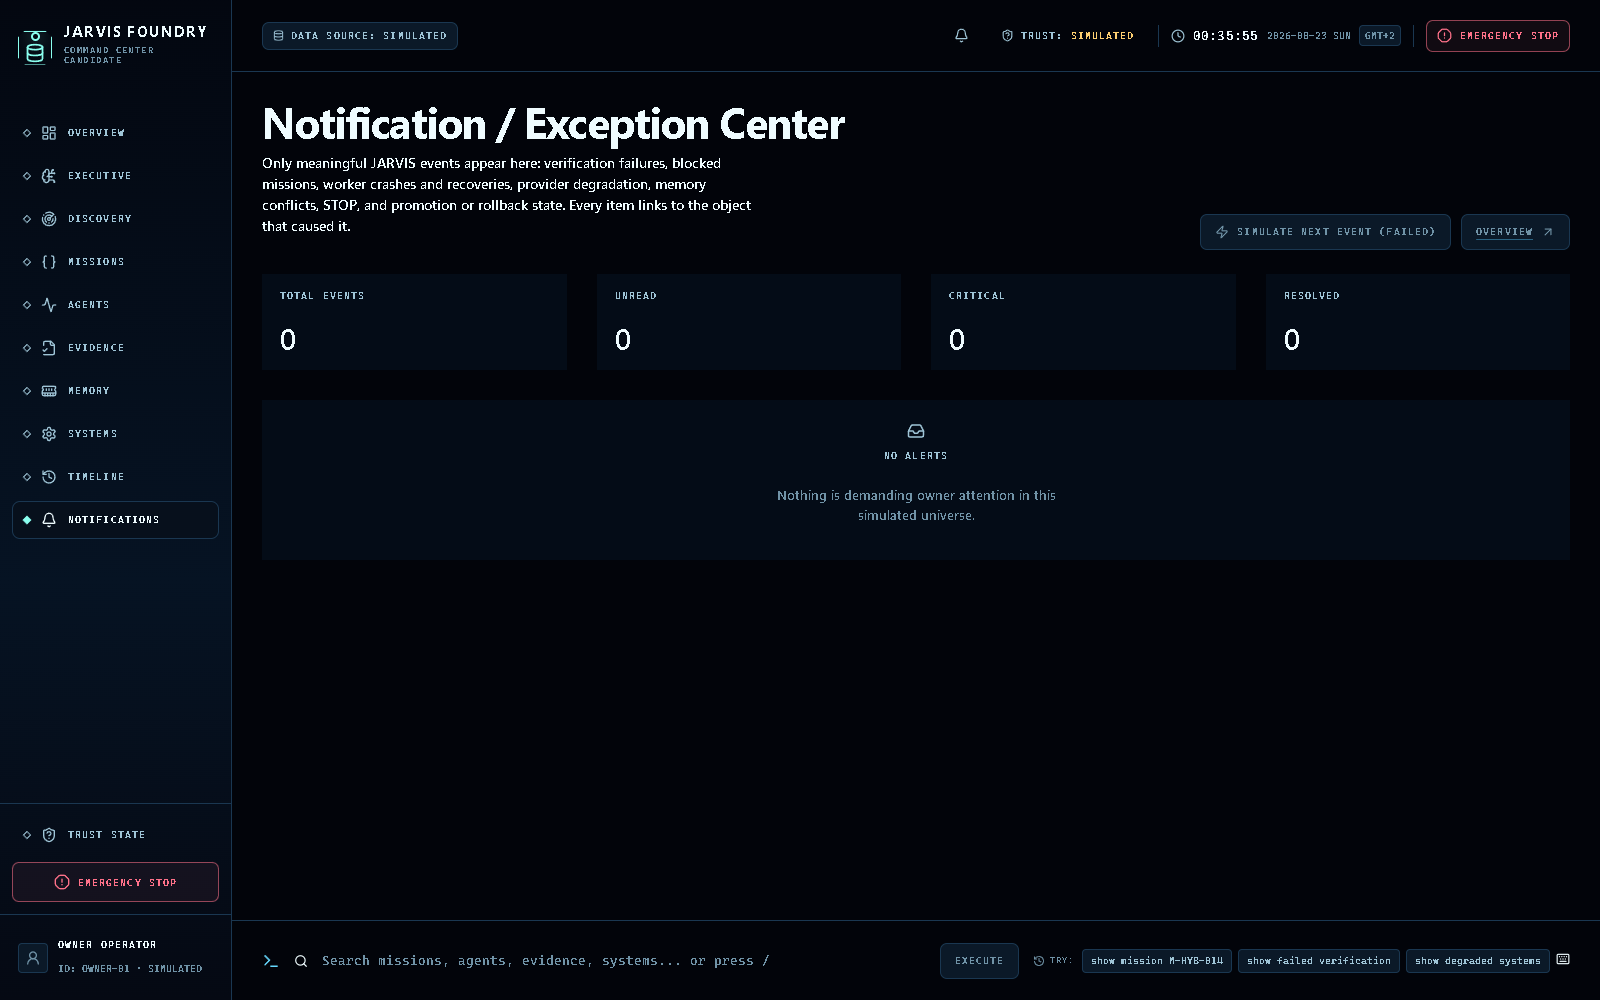 JARVIS FOUNDRY
COMMAND CENTER
CANDIDATE
OVERVIEW
EXECUTIVE
DISCOVERY
MISSIONS
AGENTS
EVIDENCE
MEMORY
SYSTEMS
TIMELINE
NOTIFICATIONS
TRUST STATE
EMERGENCY STOP
OWNER OPERATOR
ID: OWNER-01 • SIMULATED
DATA SOURCE: SIMULATED
TRUST: SIMULATED
00:35:55 2026-08-23 SUN GMT+2
EMERGENCY STOP
Notification / Exception Center
Only meaningful JARVIS events appear here: verification failures, blocked
missions, worker crashes and recoveries, provider degradation, memory
conflicts, STOP, and promotion or rollback state. Every item links to the object
that caused it.
SIMULATE NEXT EVENT (FAILED)
OVERVIEW
TOTAL EVENTS
0
UNREAD
0
CRITICAL
0
RESOLVED
0
NO ALERTS
Nothing is demanding owner attention in this
simulated universe.
Search missions, agents, evidence, systems... or press /
EXECUTE
TRY:
show mission M-HYB-014
show failed verification
show degraded systems